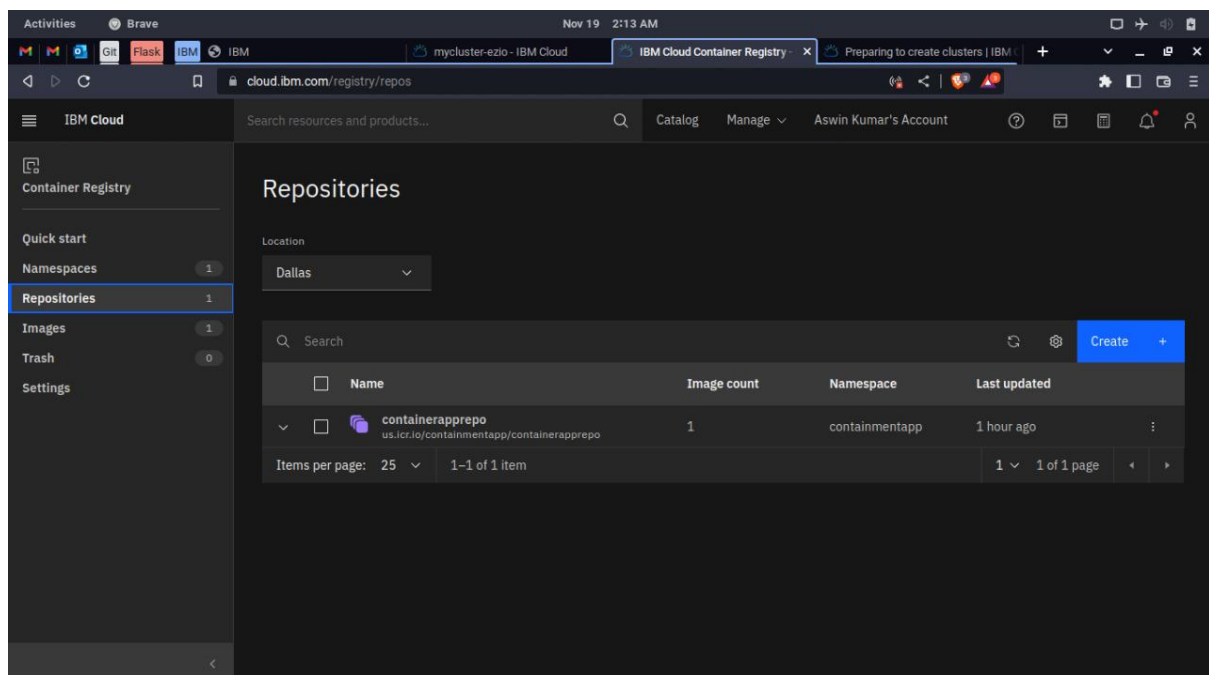 Activities Brave Nov 19 2:13 AM
Git Flask IBM IBM mycluster-ezio - IBM Cloud IBM Cloud Container Registry - Preparing to create clusters | IBM C
cloud.ibm.com/registry/repos
IBM Cloud Search resources and products... Catalog Manage Aswin Kumar's Account
Container Registry
Quick start
Namespaces 1
Repositories 1
Images 1
Trash 0
Settings
Repositories
Location
Dallas
Search Create +
Name Image count Namespace Last updated
containerapprepo 1 containmentapp 1 hour ago
us.icr.io/containmentapp/containerapprepo
Items per page: 25 1–1 of 1 item 1 1 of 1 page